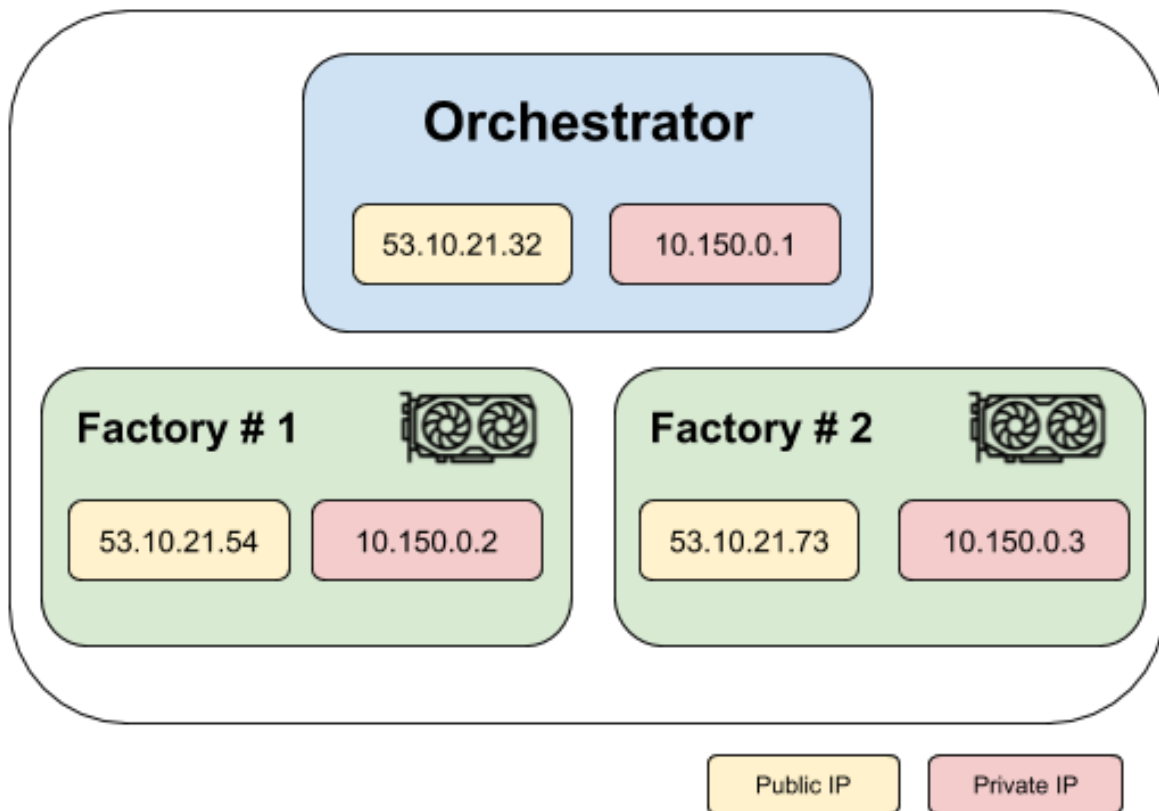 Orchestrator
53.10.21.32
10.150.0.1
Factory # 1
53.10.21.54
10.150.0.2
Factory # 2
53.10.21.73
10.150.0.3
Public IP
Private IP